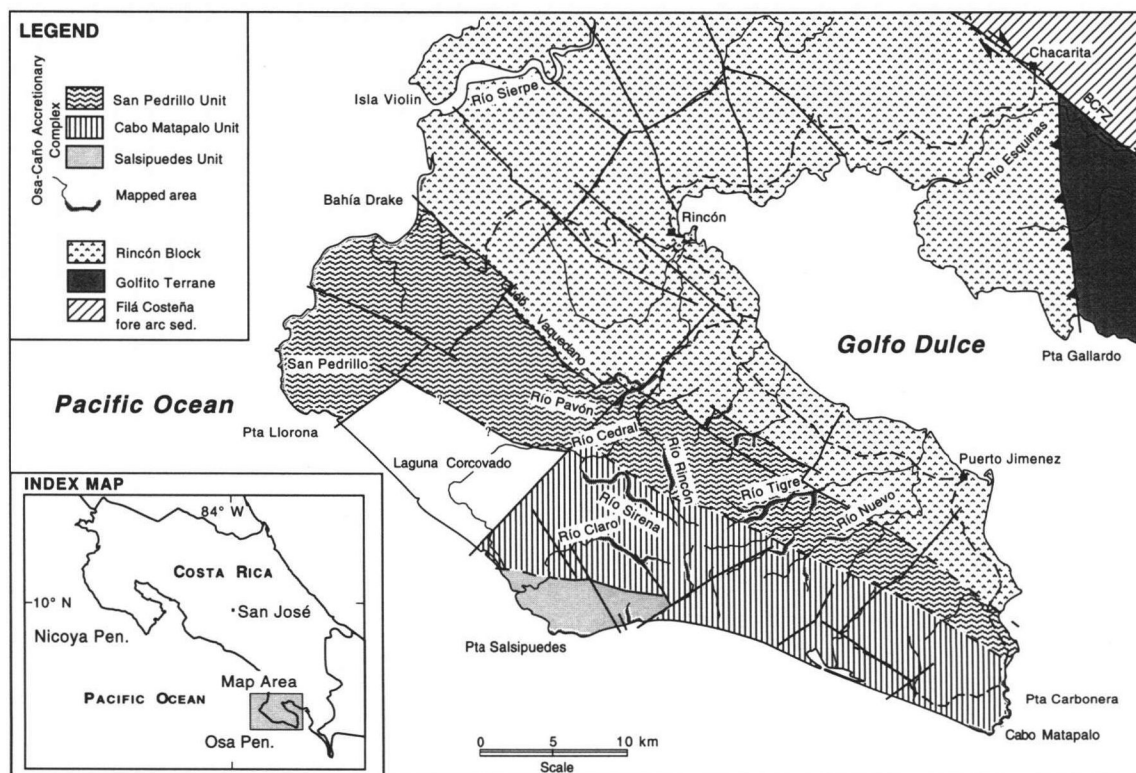 LEGEND
Osa-Caño Accretionary
Complex
San Pedrillo Unit
Cabo Matapalo Unit
Salsipuedes Unit
Mapped area
Rincón Block
Golfito Terrane
Filá Costeña
fore arc sed.
Chacarita
BCFZ
Isla Violin
Río Sierpe
Río Esquinas
Bahía Drake
Rincón
Golfo Dulce
Pta Gallardo
Vaquedano
San Pedrillo
Pacific Ocean
Río Pavón
Pta Llorona
?
?
Río Cedral
Laguna Corcovado
Río Rincón
Puerto Jimenez
Río Tigre
Río Nuevo
Río Sirena
Río Claro
Pta Salsipuedes
Pta Carbonera
Cabo Matapalo
INDEX MAP
84° W
COSTA RICA
10° N
San José
Nicoya Pen.
Map Area
PACIFIC OCEAN
Osa Pen.
0 5 10 km
Scale